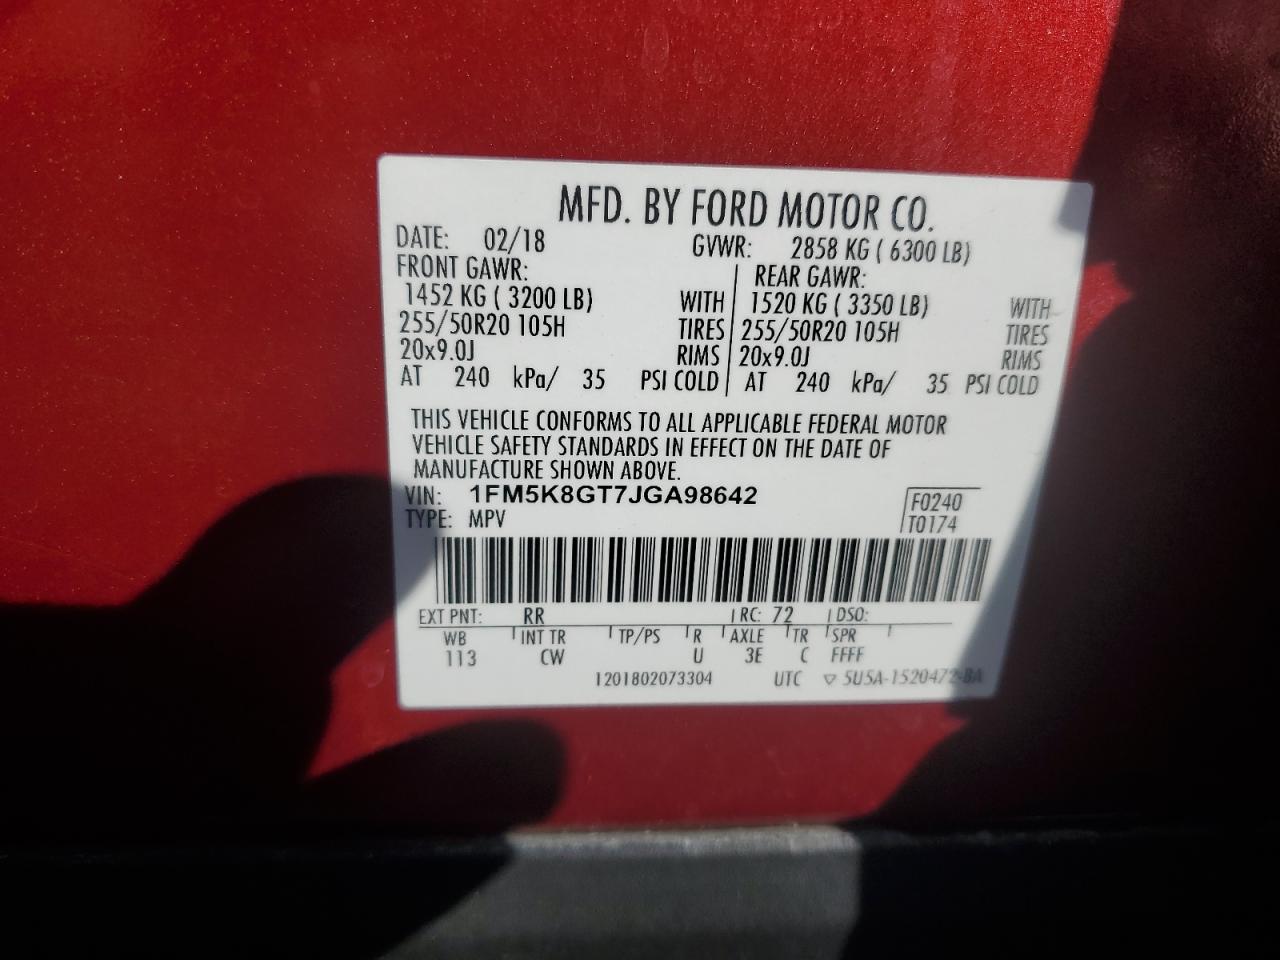 MFD. BY FORD MOTOR CO.
DATE: 02/18 GVWR: 2858 KG ( 6300 LB)
FRONT GAWR: REAR GAWR:
1452 KG ( 3200 LB) WITH 1520 KG ( 3350 LB) WITH
255/50R20 105H TIRES 255/50R20 105H TIRES
20x9.0J RIMS 20x9.0J RIMS
AT 240 kPa/ 35 PSI COLD AT 240 kPa/ 35 PSI COLD
THIS VEHICLE CONFORMS TO ALL APPLICABLE FEDERAL MOTOR
VEHICLE SAFETY STANDARDS IN EFFECT ON THE DATE OF
MANUFACTURE SHOWN ABOVE.
VIN: 1FM5K8GT7JGA98642 F0240
TYPE: MPV T0174
EXT PNT: RR RC: 72 DSO:
WB INT TR TP/PS R AXLE TR SPR
113 CW U 3E C FFFF
1201802073304 UTC ▽ 5U5A-1520472-BA